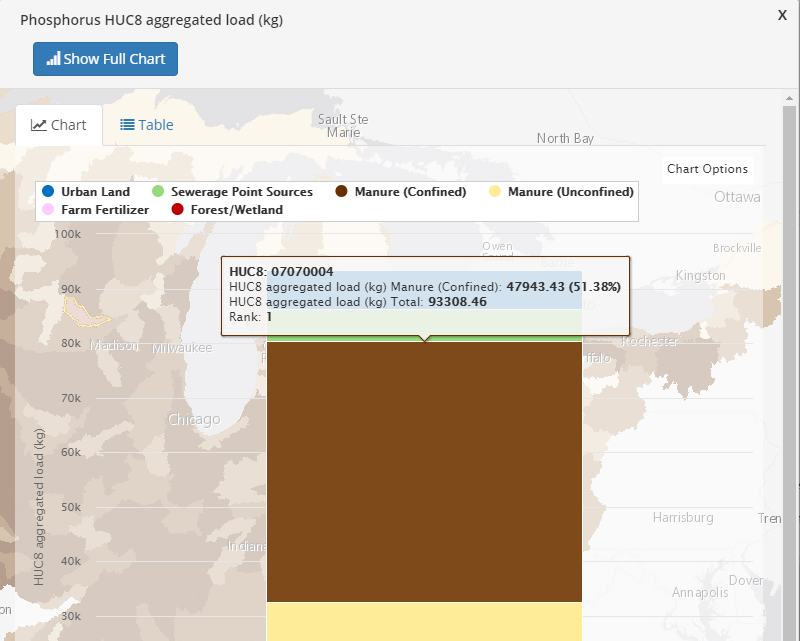 Phosphorus HUC8 aggregated load (kg)
X
Show Full Chart
Chart
Table
Sault Ste
Marie
North Bay
Chart Options
Urban Land
Sewerage Point Sources
Manure (Confined)
Manure (Unconfined)
Farm Fertilizer
Forest/Wetland
Ottawa
100k
Owen
Brockville
HUC8: 07070004
Kingston
90k
HUC8 aggregated load (kg) Manure (Confined): 47943.43 (51.38%)
HUC8 aggregated load (kg) Total: 93308.46
Rank: 1
80k
Madison
Milwaukee
Rochester
ffalo
70k
Chicago
60k
HUC8 aggregated load (kg)
50k
Harrisburg
Tren
Indiana
40k
Dover
Annapolis
on
30k